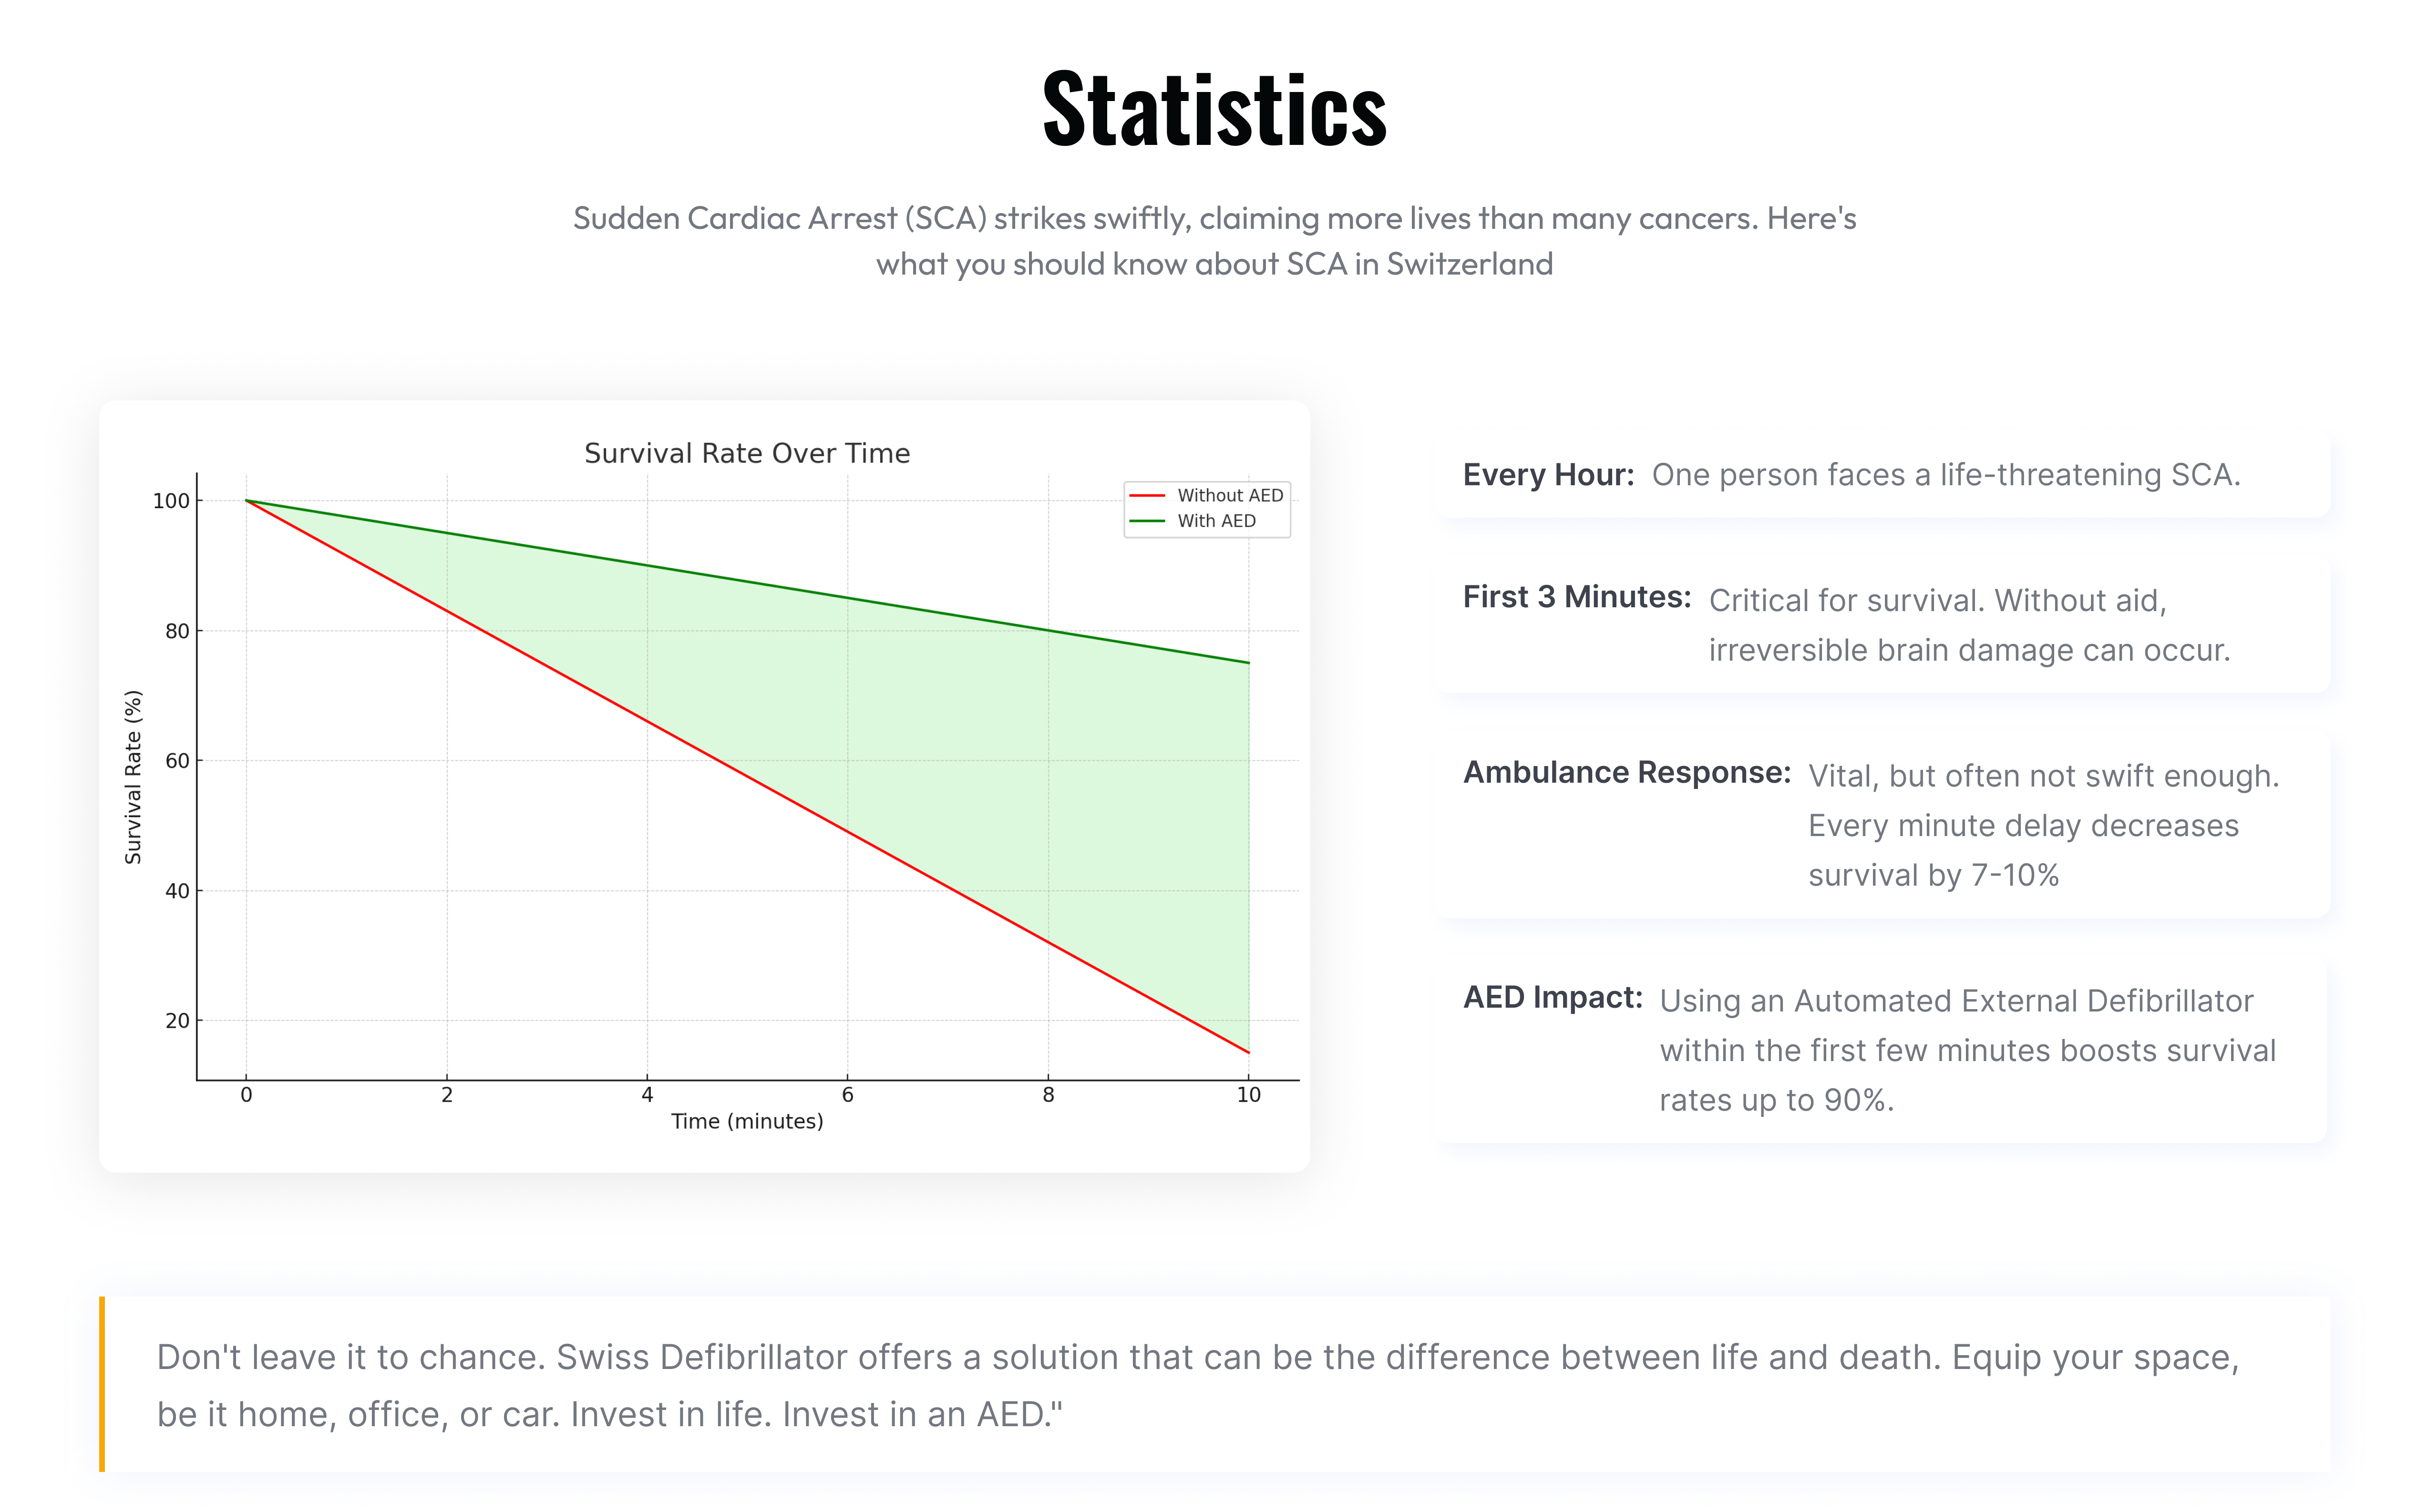 Statistics
Sudden Cardiac Arrest (SCA) strikes swiftly, claiming more lives than many cancers. Here's
what you should know about SCA in Switzerland
Survival Rate Over Time
Without AED
With AED
100
80
60
40
20
Survival Rate (%)
0 2 4 6 8 10
Time (minutes)
Every Hour: One person faces a life-threatening SCA.
First 3 Minutes: Critical for survival. Without aid,
irreversible brain damage can occur.
Ambulance Response: Vital, but often not swift enough.
Every minute delay decreases
survival by 7-10%
AED Impact: Using an Automated External Defibrillator
within the first few minutes boosts survival
rates up to 90%.
Don't leave it to chance. Swiss Defibrillator offers a solution that can be the difference between life and death. Equip your space,
be it home, office, or car. Invest in life. Invest in an AED."